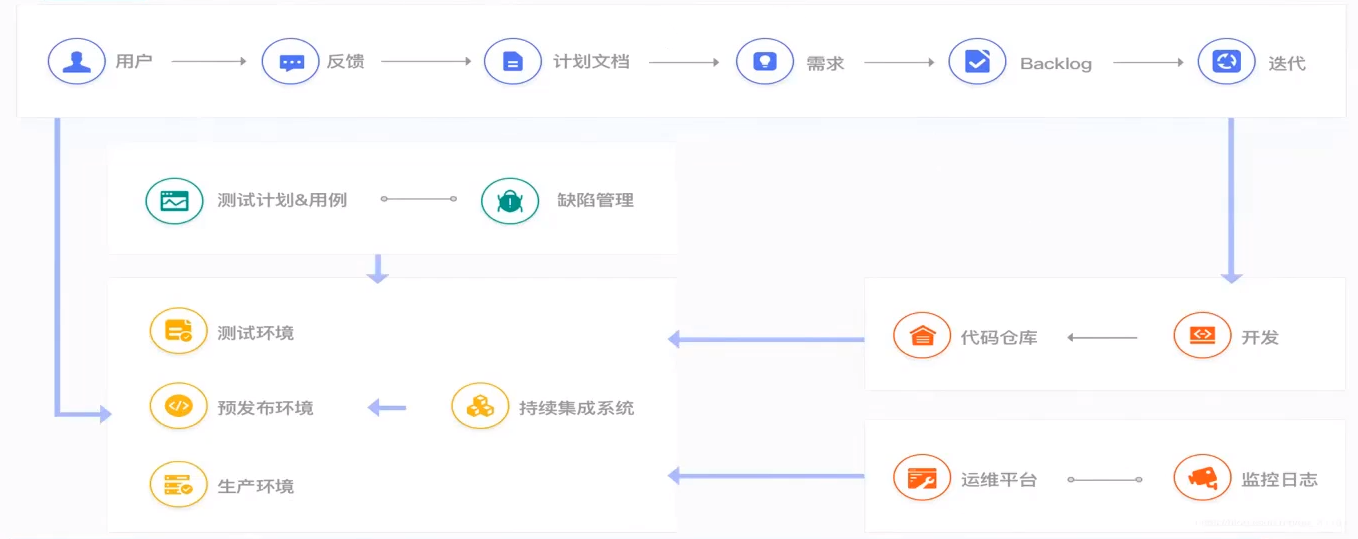 用户
反馈
计划文档
需求
Backlog
迭代
测试计划&用例
缺陷管理
测试环境
预发布环境
持续集成系统
生产环境
代码仓库
开发
运维平台
监控日志